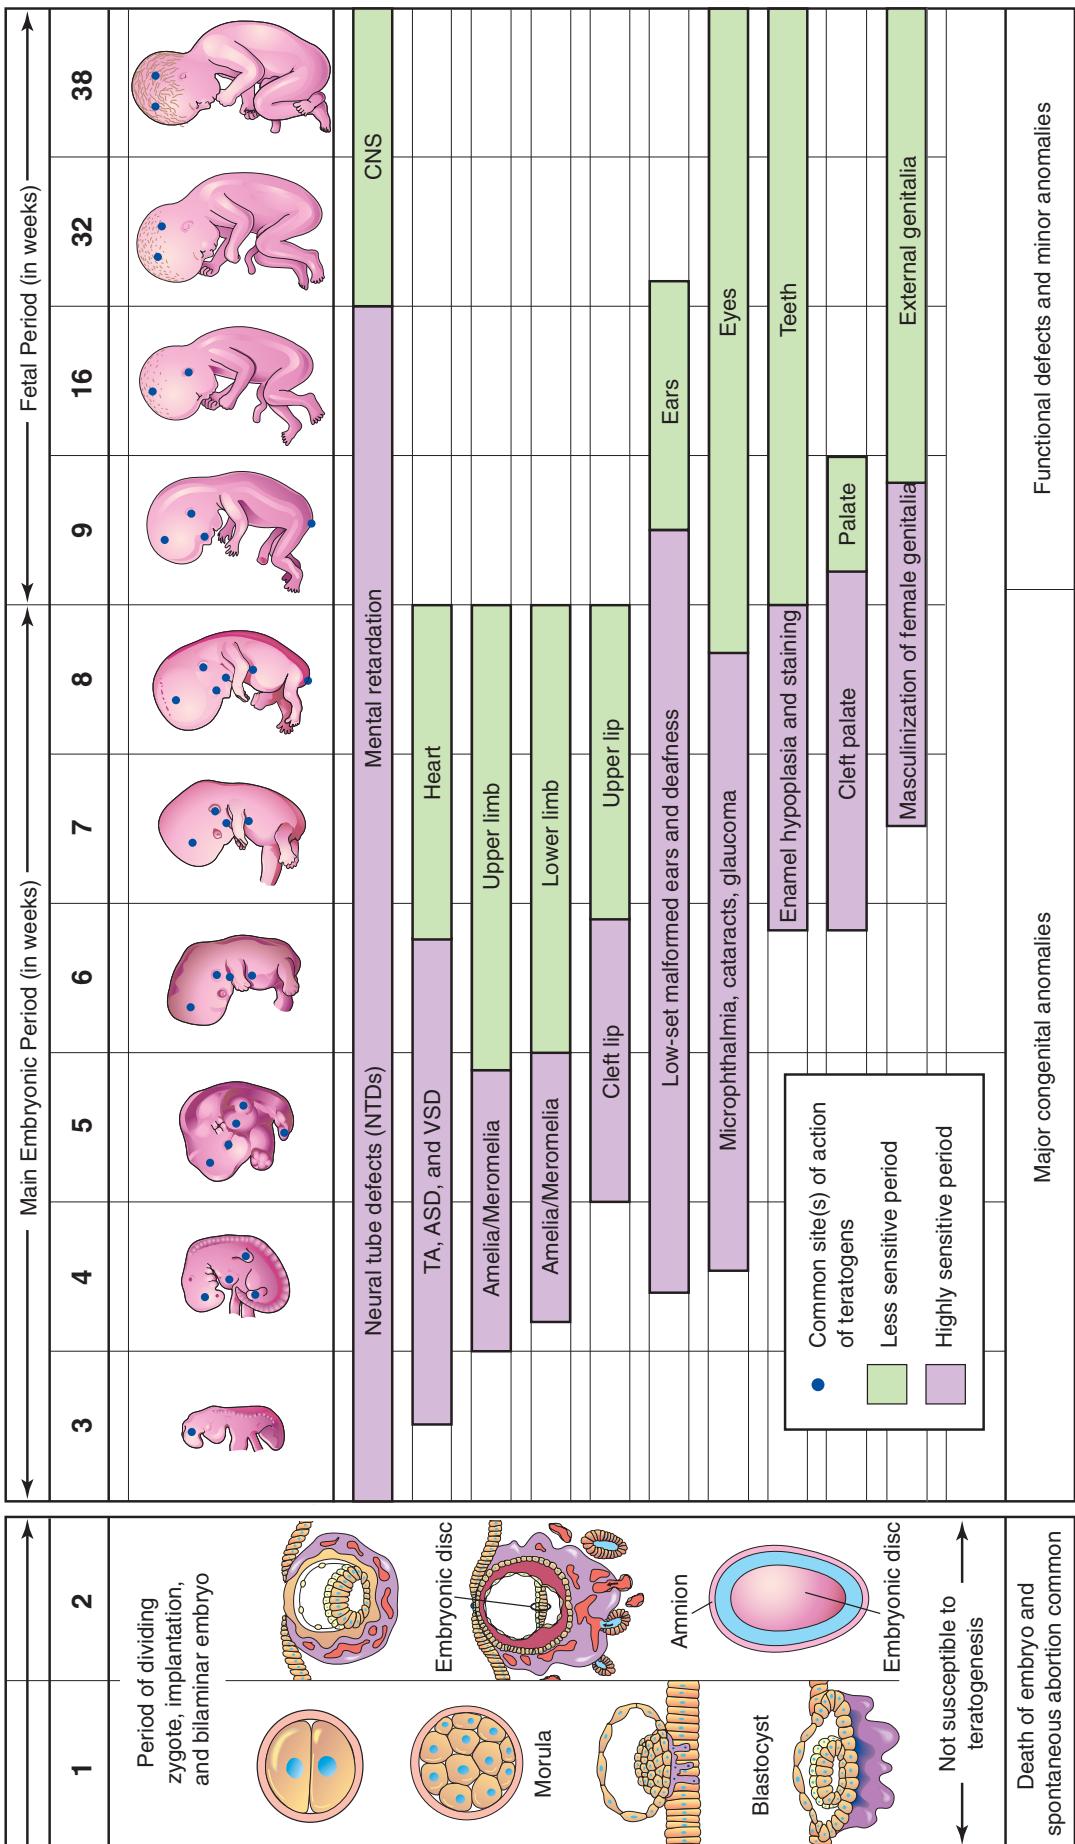 Main Embryonic Period (in weeks)
Fetal Period (in weeks)
1
2
3
4
5
6
7
8
9
16
32
38
Period of dividing
zygote, implantation,
and bilaminar embryo
Embryonic disc
Morula
Amnion
Blastocyst
Embryonic disc
Not susceptible to
teratogenesis
Death of embryo and
spontaneous abortion common
Neural tube defects (NTDs)
Mental retardation
CNS
TA, ASD, and VSD
Heart
Amelia/Meromelia
Upper limb
Amelia/Meromelia
Lower limb
Cleft lip
Upper lip
Low-set malformed ears and deafness
Ears
Microphthalmia, cataracts, glaucoma
Eyes
Enamel hypoplasia and staining
Teeth
Cleft palate
Palate
Masculinization of female genitalia
External genitalia
Common site(s) of action
of teratogens
Less sensitive period
Highly sensitive period
Major congenital anomalies
Functional defects and minor anomalies